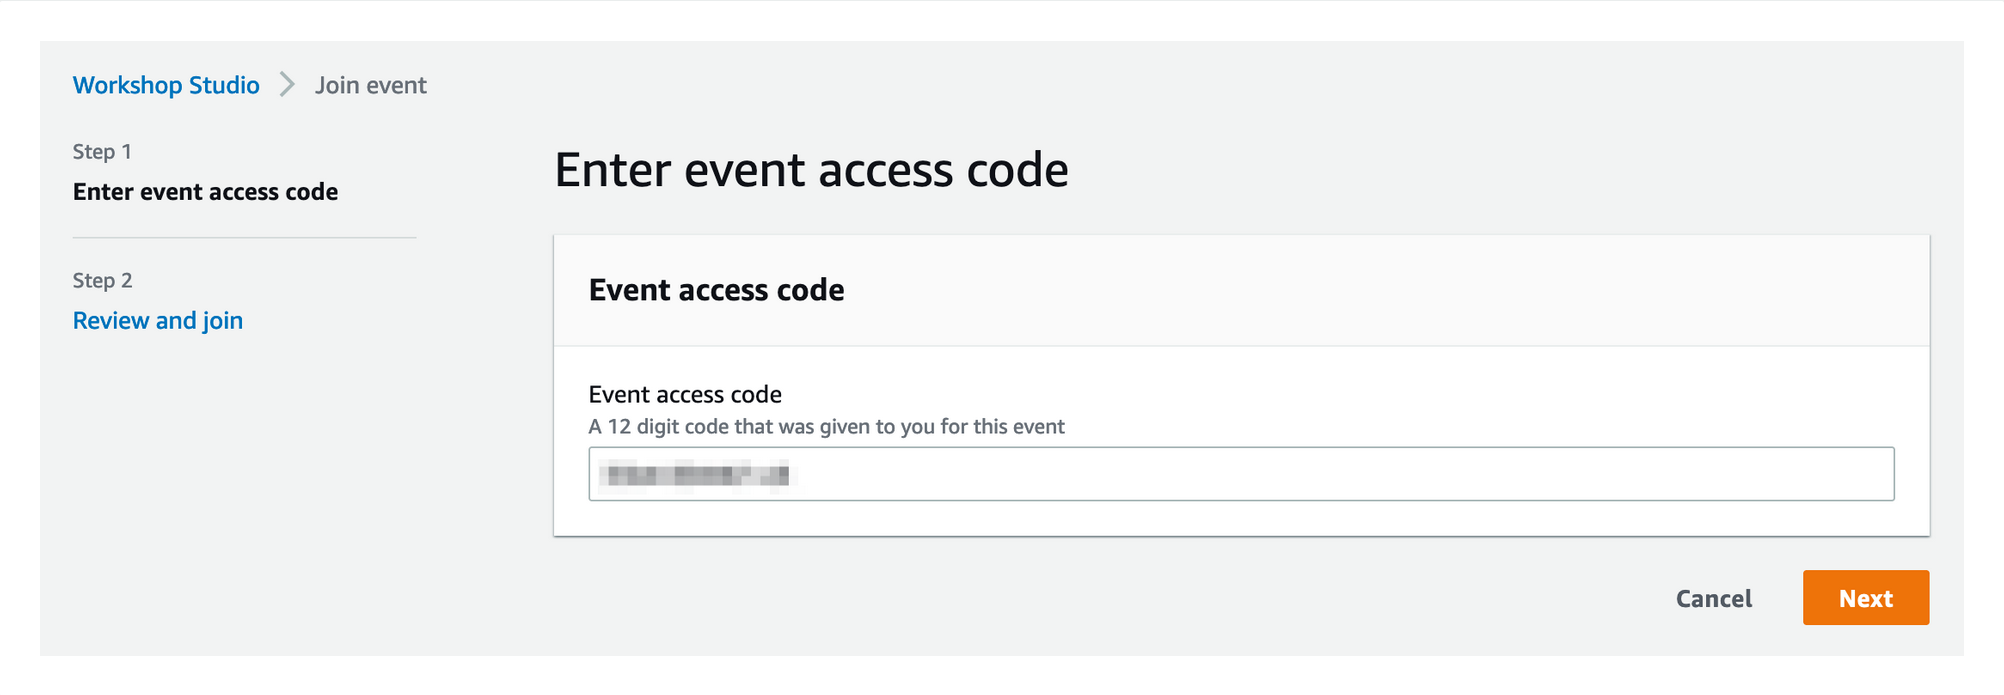 Workshop Studio > Join event
Step 1
Enter event access code
Step 2
Review and join
Enter event access code
Event access code
Event access code
A 12 digit code that was given to you for this event
Cancel
Next